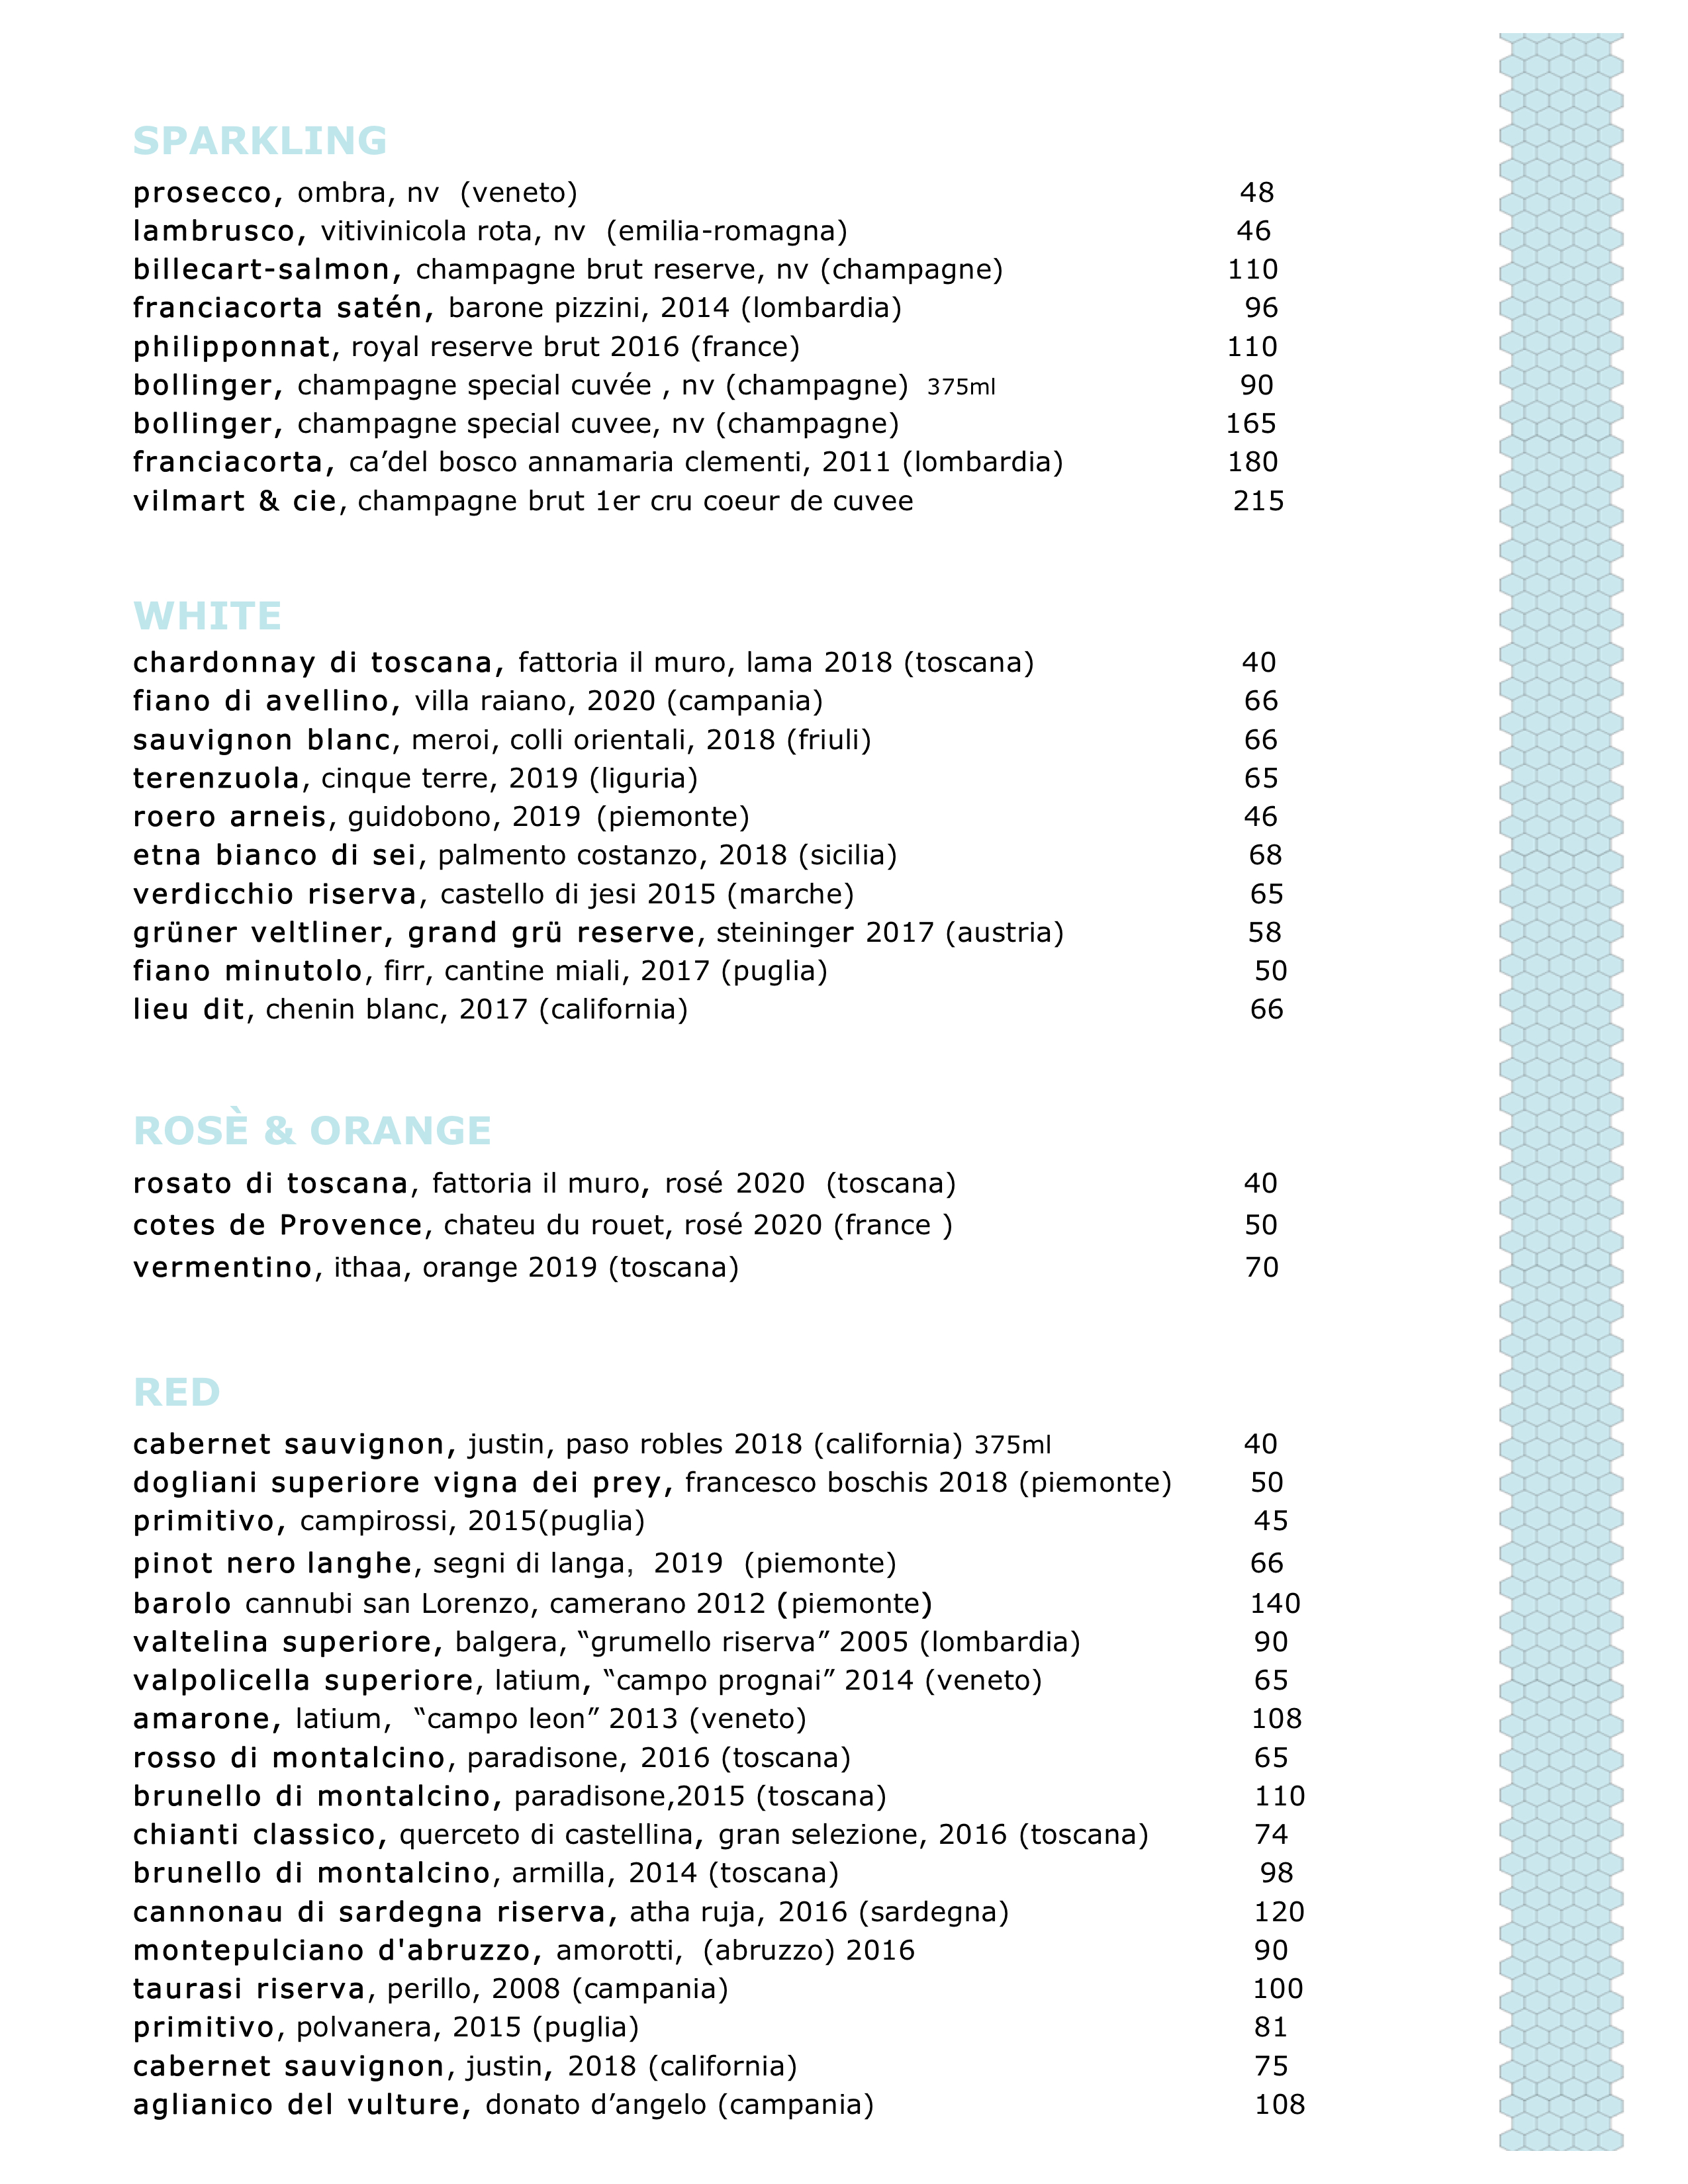 SPARKLING
prosecco, ombra, nv (veneto) 48
lambrusco, vitivinicola rota, nv (emilia-romagna) 46
billecart-salmon, champagne brut reserve, nv (champagne) 110
franciacorta satén, barone pizzini, 2014 (lombardia) 96
philipponnat, royal reserve brut 2016 (france) 110
bollinger, champagne special cuvée , nv (champagne) 375ml 90
bollinger, champagne special cuvee, nv (champagne) 165
franciacorta, ca’del bosco annamaria clementi, 2011 (lombardia) 180
vilmart & cie, champagne brut 1er cru coeur de cuvee 215
WHITE
chardonnay di toscana, fattoria il muro, lama 2018 (toscana) 40
fiano di avellino, villa raiano, 2020 (campania) 66
sauvignon blanc, meroi, colli orientali, 2018 (friuli) 66
terenzuola, cinque terre, 2019 (liguria) 65
roero arneis, guidobono, 2019 (piemonte) 46
etna bianco di sei, palmento costanzo, 2018 (sicilia) 68
verdicchio riserva, castello di jesi 2015 (marche) 65
grüner veltliner, grand grü reserve, steininger 2017 (austria) 58
fiano minutolo, firr, cantine miali, 2017 (puglia) 50
lieu dit, chenin blanc, 2017 (california) 66
ROSÈ & ORANGE
rosato di toscana, fattoria il muro, rosé 2020 (toscana) 40
cotes de Provence, chateu du rouet, rosé 2020 (france ) 50
vermentino, ithaa, orange 2019 (toscana) 70
RED
cabernet sauvignon, justin, paso robles 2018 (california) 375ml 40
dogliani superiore vigna dei prey, francesco boschis 2018 (piemonte) 50
primitivo, campirossi, 2015(puglia) 45
pinot nero langhe, segni di langa, 2019 (piemonte) 66
barolo cannubi san Lorenzo, camerano 2012 (piemonte) 140
valtelina superiore, balgera, “grumello riserva” 2005 (lombardia) 90
valpolicella superiore, latium, “campo prognai” 2014 (veneto) 65
amarone, latium, “campo leon” 2013 (veneto) 108
rosso di montalcino, paradisone, 2016 (toscana) 65
brunello di montalcino, paradisone,2015 (toscana) 110
chianti classico, querceto di castellina, gran selezione, 2016 (toscana) 74
brunello di montalcino, armilla, 2014 (toscana) 98
cannonau di sardegna riserva, atha ruja, 2016 (sardegna) 120
montepulciano d'abruzzo, amorotti, (abruzzo) 2016 90
taurasi riserva, perillo, 2008 (campania) 100
primitivo, polvanera, 2015 (puglia) 81
cabernet sauvignon, justin, 2018 (california) 75
aglianico del vulture, donato d’angelo (campania) 108